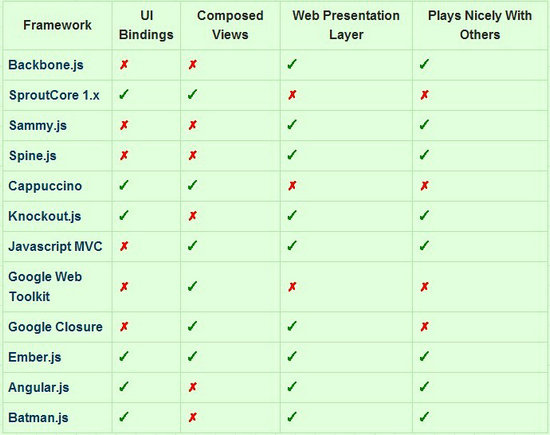 Framework UI Bindings Composed Views Web Presentation Layer Plays Nicely With Others
Backbone.js ✗ ✗ ✓ ✓
SproutCore 1.x ✓ ✓ ✗ ✗
Sammy.js ✗ ✗ ✓ ✓
Spine.js ✗ ✗ ✓ ✓
Cappuccino ✓ ✓ ✗ ✗
Knockout.js ✓ ✗ ✓ ✓
Javascript MVC ✗ ✓ ✓ ✓
Google Web
Toolkit ✗ ✓ ✗ ✗
Google Closure ✗ ✓ ✓ ✗
Ember.js ✓ ✓ ✓ ✓
Angular.js ✓ ✗ ✓ ✓
Batman.js ✓ ✗ ✓ ✓